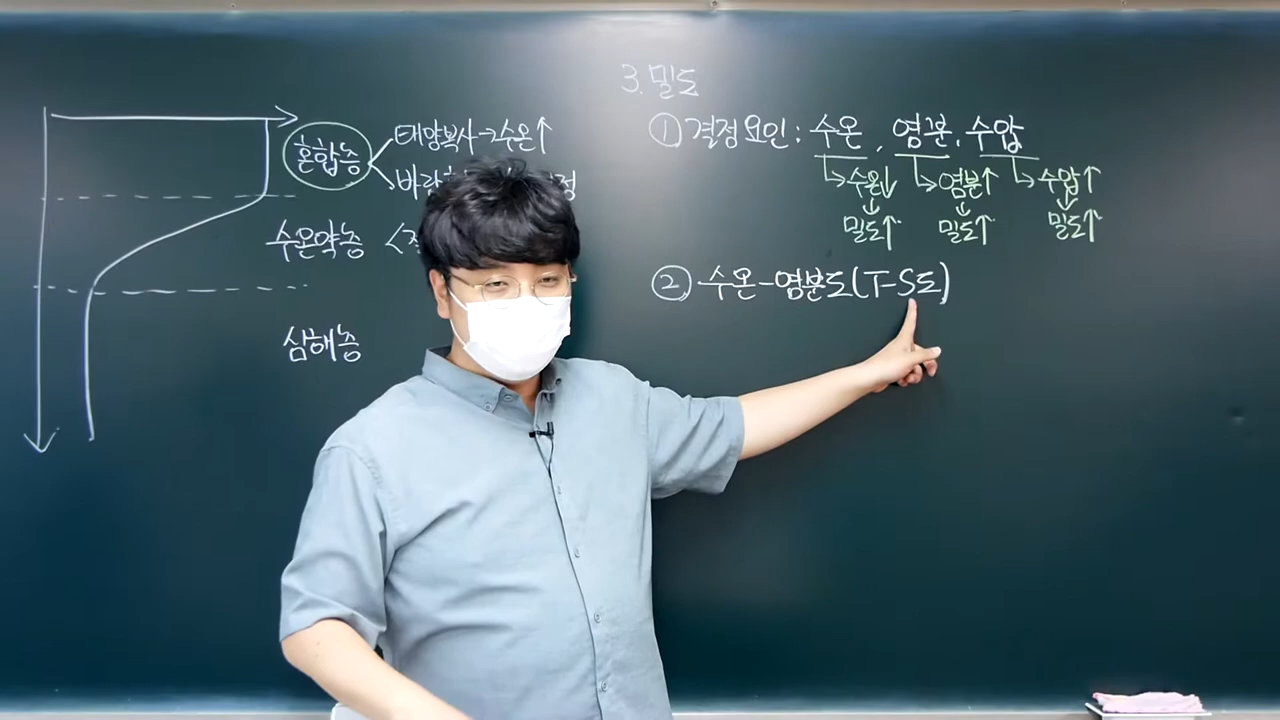 혼합층
태양복사→수온↑
수온약층
심해층
3. 밀도
① 결정요인 : 수온, 염분, 수압
↳수온↓ ↳염분↑ ↳수압↑
↓ ↓ ↓
밀도↑ 밀도↑ 밀도↑
② 수온-염분도(T-S도)